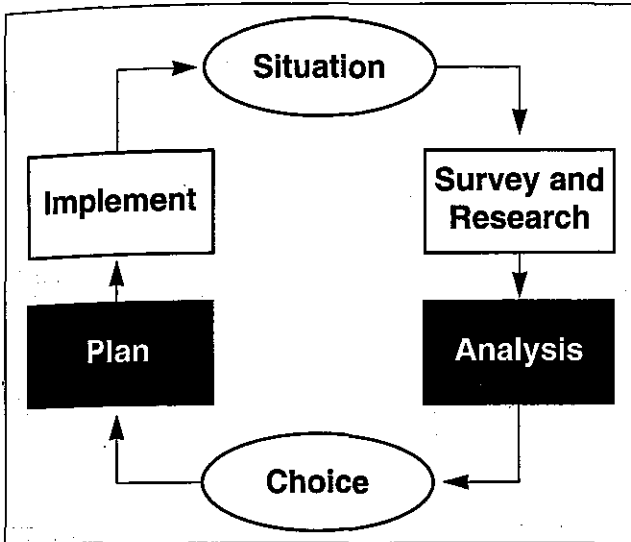 Situation
Survey and
Research
Analysis
Choice
Plan
Implement